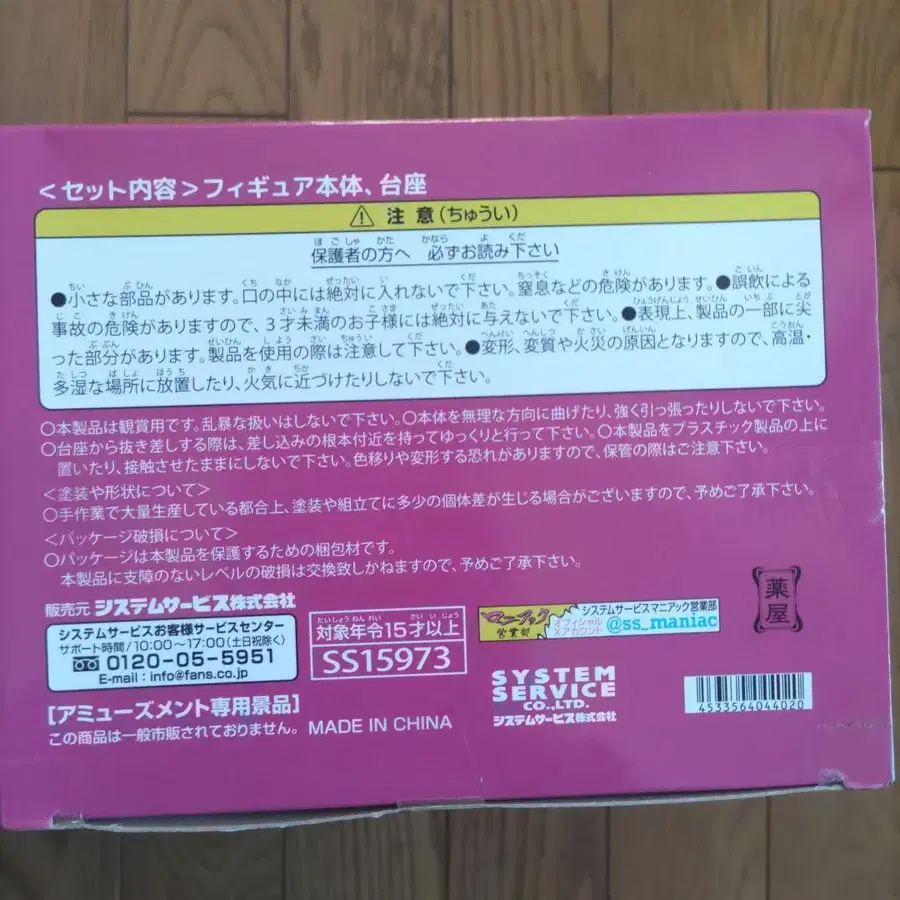 <セット内容>フィギュア本体、台座
注意(ちゅうい)
保護者の方へ 必ずお読み下さい
●小さな部品があります。口の中には絶対に入れないで下さい。窒息などの危険があります。●誤飲による
事故の危険がありますので、3才未満のお子様には絶対に与えないで下さい。●表現上、製品の一部に尖
った部分があります。製品を使用の際は注意して下さい。●変形、変質や火災の原因となりますので、高温・
多湿な場所に放置したり、火気に近づけたりしないで下さい。
○本製品は観賞用です。乱暴な扱いはしないで下さい。○本体を無理な方向に曲げたり、強く引っ張ったりしないで下さい。
○台座から抜き差しする際は、差し込みの根本付近を持ってゆっくりと行って下さい。○本製品をプラスチック製品の上に
置いたり、接触させたままにしないで下さい。色移りや変形する恐れがありますので、保管の際はご注意下さい。
<塗装や形状について>
○手作業で大量生産している都合上、塗装や組立てに多少の個体差が生じる場合がございますので、予めご了承下さい。
<パッケージ破損について>
○パッケージは本製品を保護するための梱包材です。
本製品に支障のないレベルの破損は交換致しかねますので、予めご了承下さい。
販売元 システムサービス株式会社
システムサービスお客様サービスセンター
サポート時間/10:00~17:00(土日祝除く)
0120-05-5951
E-mail:info@fans.co.jp
[アミューズメント専用景品]
この商品は一般市販されておりません。
たいしょうねんれい さいいじょう
対象年令15才以上
SS15973
MADE IN CHINA
マニアック
営業部
システムサービスマニアック営業部
オフィシャル
Xアカウント
@ss_maniac
SYSTEM
SERVICE
CO.,LTD.
システムサービス株式会社
薬屋
4533564044020